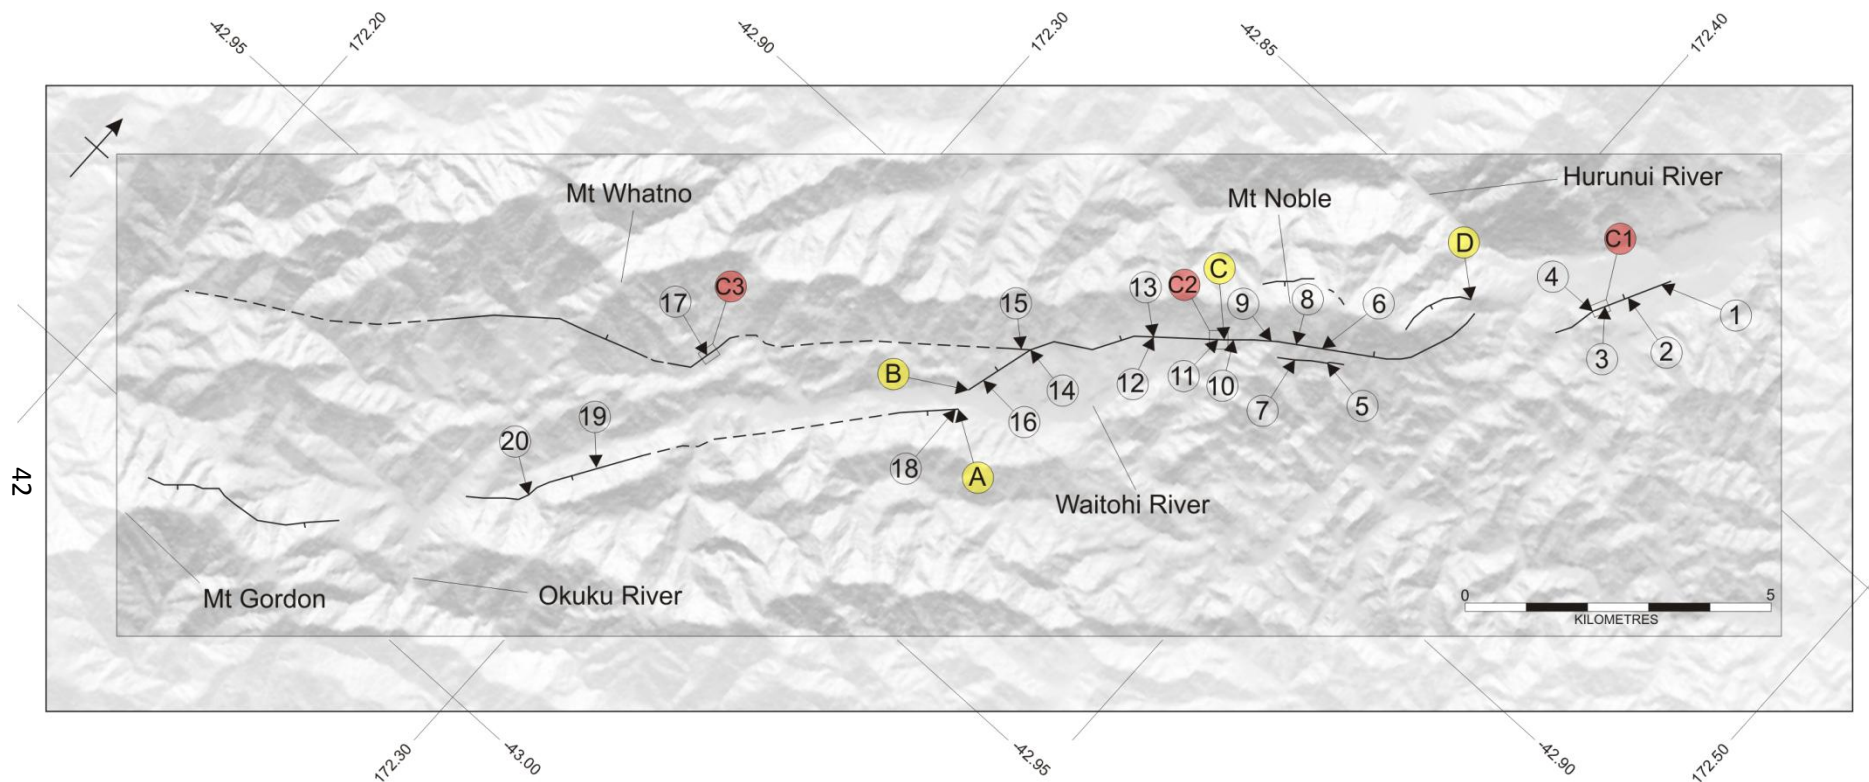 -42.95
172.20
-42.90
172.30
-42.85
172.40
Mt Whatno
Mt Noble
Hurunui River
D
C1
C3
C2
C
4
17
15
13
9
8
6
1
B
3
2
14
12
11
10
7
5
16
19
20
18
A
42
Waitohi River
Mt Gordon
Okuku River
0
5
KILOMETRES
172.30
-43.00
-42.95
-42.90
172.50